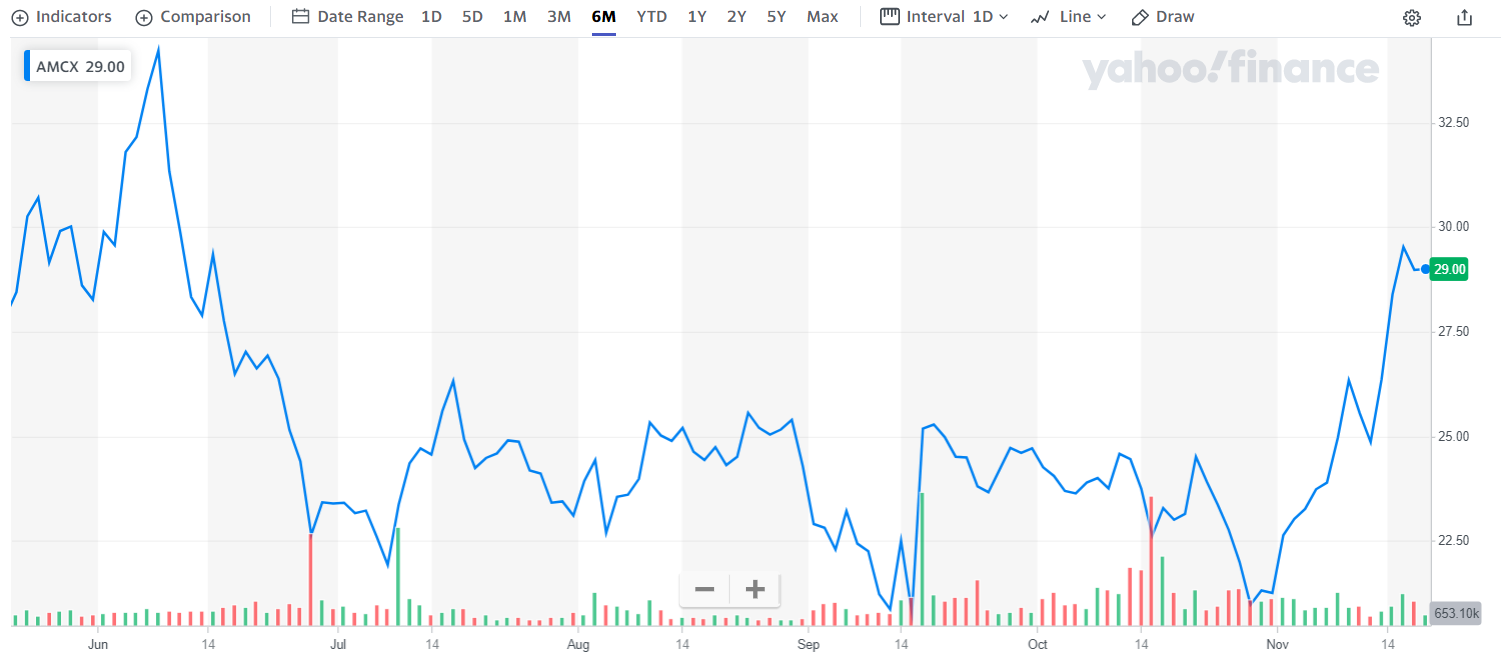 Indicators Comparison Date Range 1D 5D 1M 3M 6M YTD 1Y 2Y 5Y Max Interval 1D Line Draw
AMCX 29.00
yahoo!finance
32.50
30.00
29.00
27.50
25.00
22.50
653.10k
Jun 14 Jul 14 Aug 14 Sep 14 Oct 14 Nov 14